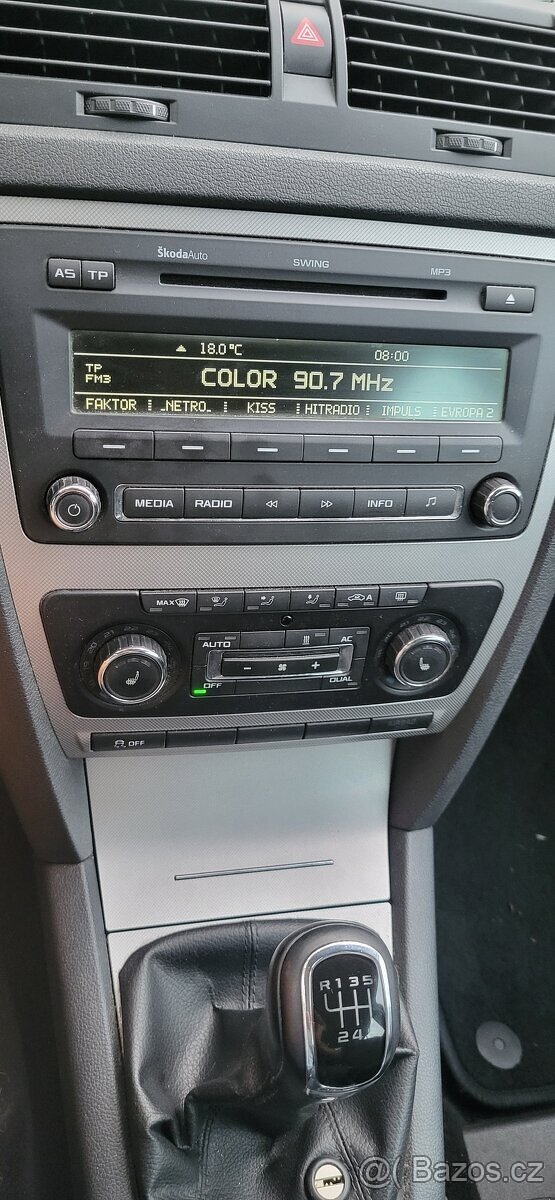 ŠkodaAuto SWING MP3
AS TP
18.0°C 08:00
TP
FM3
COLOR 90.7 MHz
FAKTOR _NETRO_ KISS HITRADIO IMPULS EVROPA 2
MEDIA RADIO INFO
MAX A
AUTO AC
- +
OFF DUAL
OFF
R 1 3 5
2 4
@Bazos.cz